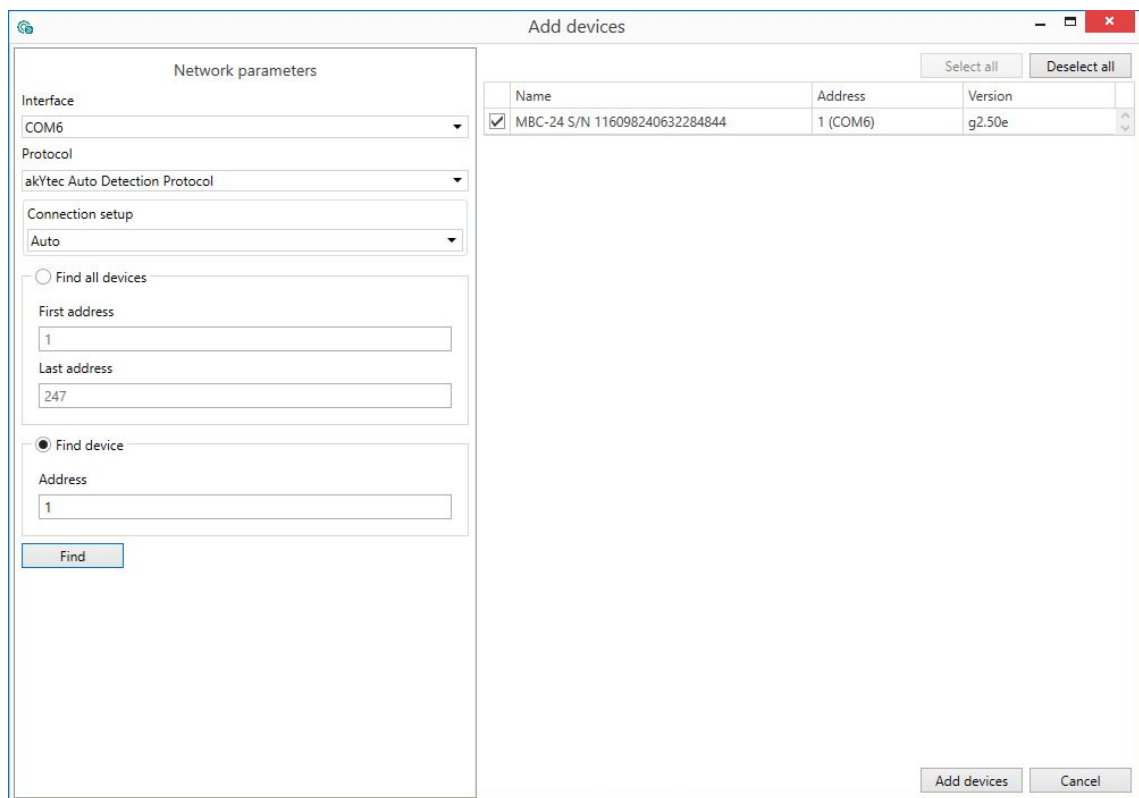 Add devices
Network parameters
Interface
COM6
Protocol
akYtec Auto Detection Protocol
Connection setup
Auto
Find all devices
First address
1
Last address
247
Find device
Address
1
Find
Select all Deselect all
Name Address Version
MBC-24 S/N 116098240632284844 1 (COM6) g2.50e
Add devices Cancel